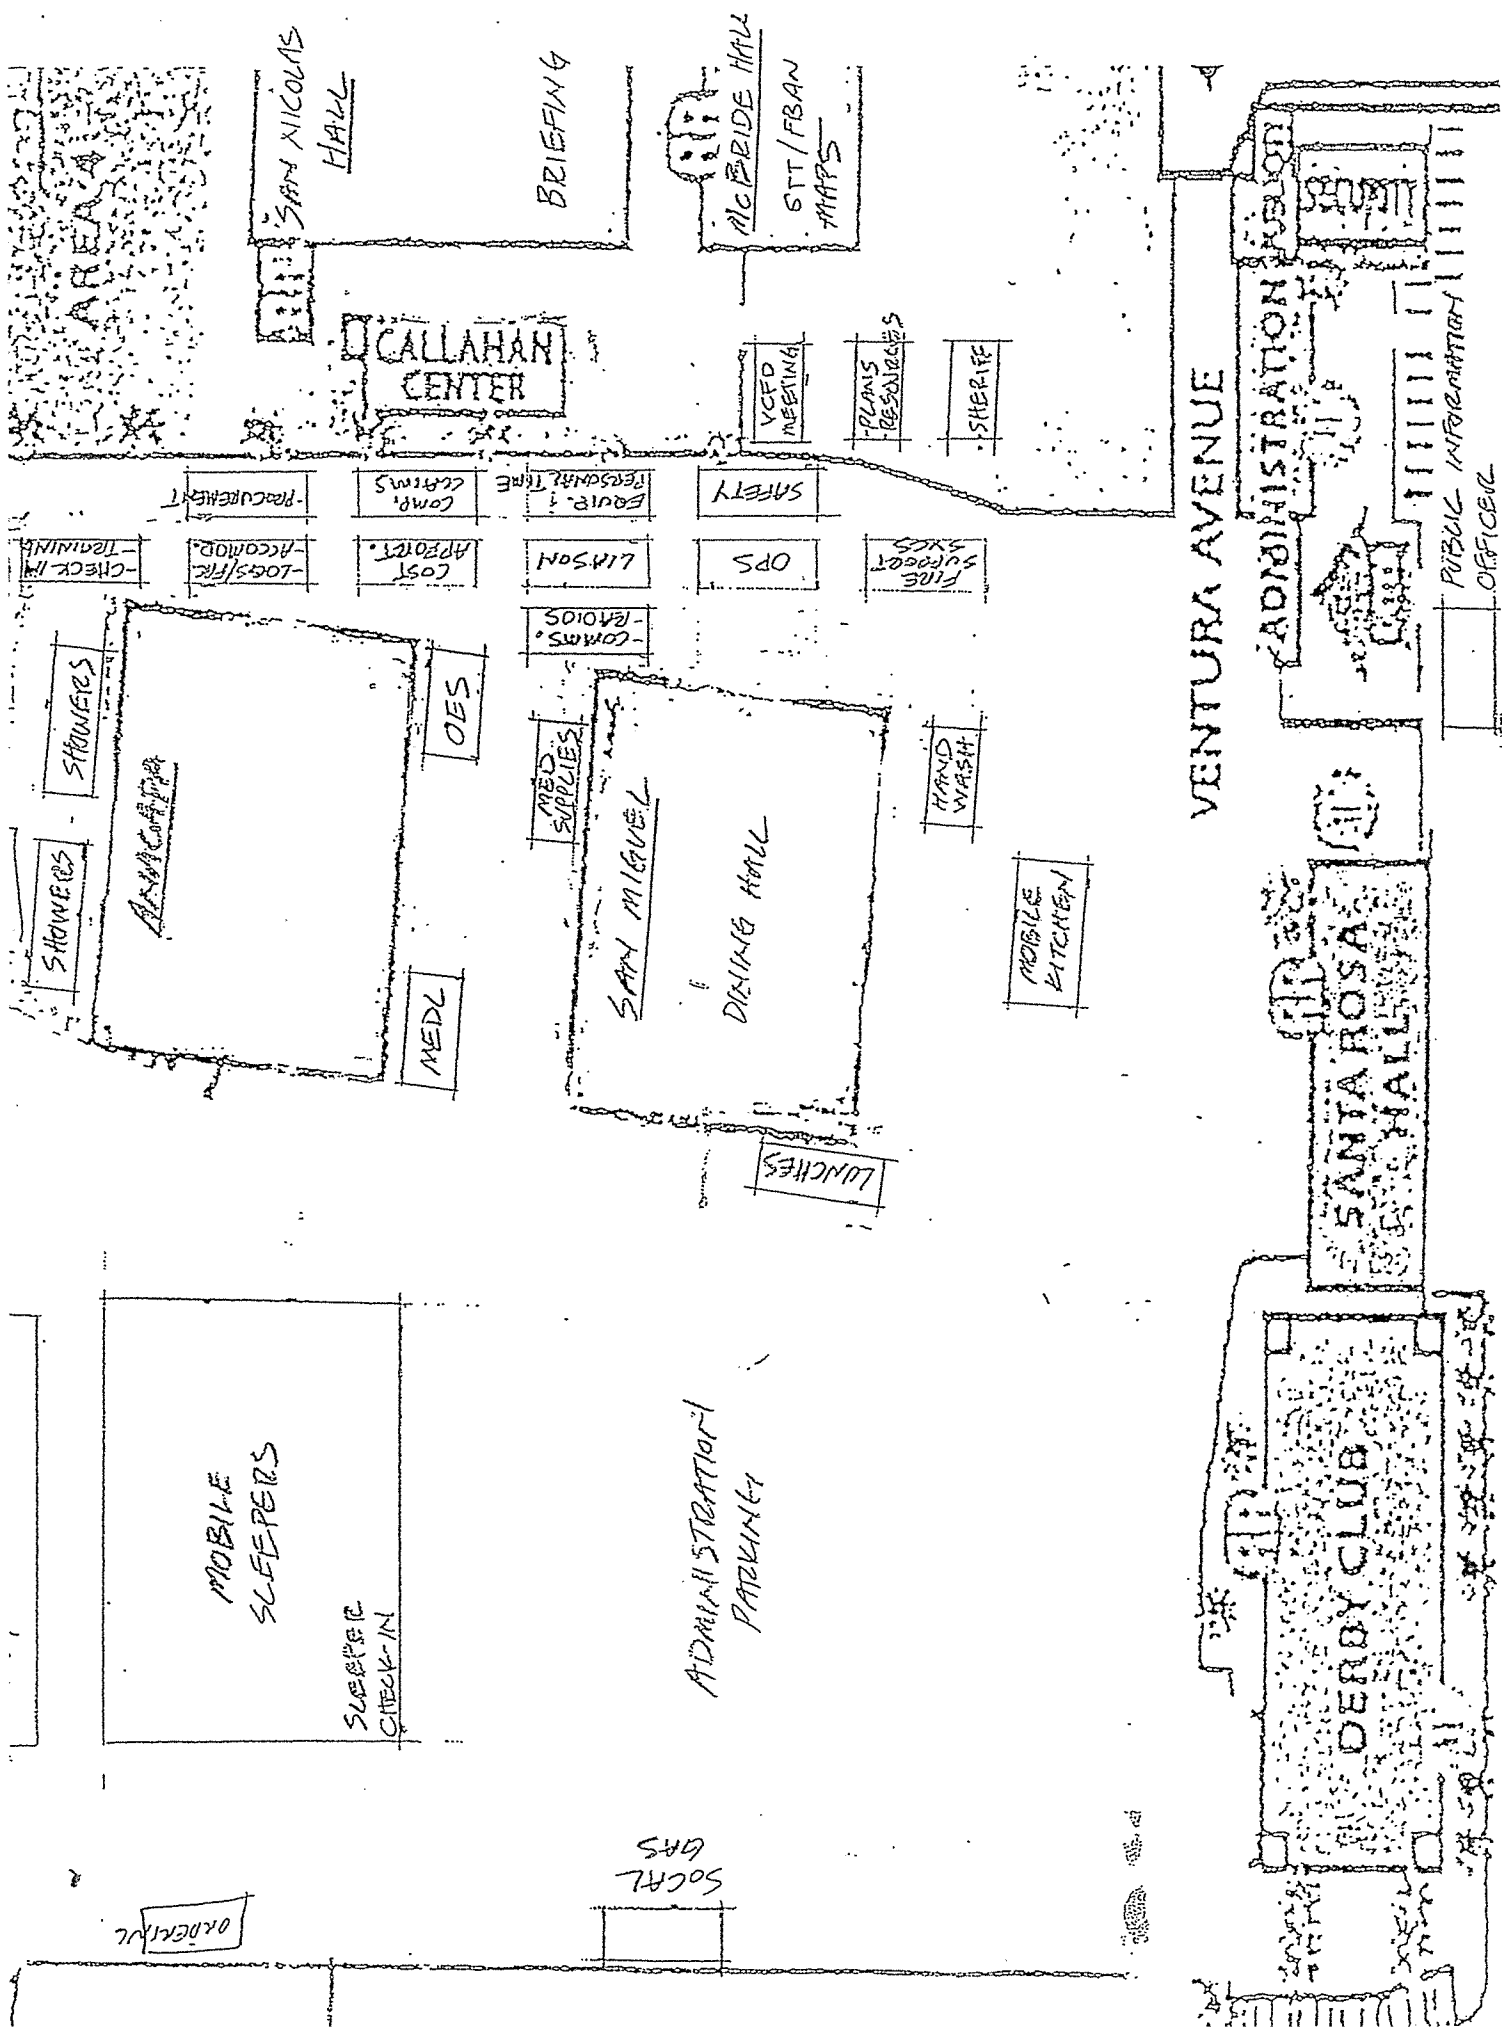 AREA A
SAN NICOLAS
HALL
BRIEFING
McBRIDE HALL
STT/FBAN
MAPS
CALLAHAN
CENTER
VCFD
MEETING
-PLANS
-RESOURCES
SHERIFF
-PROCUREMENT
COMP.
CLAIMS
EQUIP. &
PERSONAL TIME
SAFETY
-CHECK IN
-TRAINING
-LOGS/FAC.
-ACCOMOD.
COST
APPORT.
LIASON
OPS
FIRE
SUPPORT
SVCS
-COMMS.
-RADIOS
SHOWERS
SHOWERS
OES
MEDL
MED
SUPPLIES
SAN MIGUEL
DINING HALL
HAND
WASH
MOBILE
KITCHEN
LUNCHES
MOBILE
SLEEPERS
SLEEPER
CHECK-IN
ADMINISTRATION
PARKING
ORDERING
SOCAL
GAS
VENTURA AVENUE
ADMINISTRATION
SECURITY
PUBLIC INFORMATION
OFFICER
SANTA ROSA
HALL
DERBY CLUB